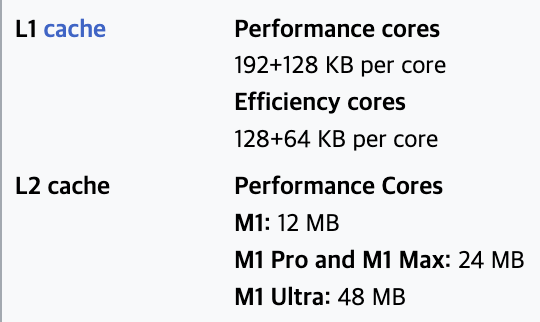 L1 cache
Performance cores
192+128 KB per core
Efficiency cores
128+64 KB per core
L2 cache
Performance Cores
M1: 12 MB
M1 Pro and M1 Max: 24 MB
M1 Ultra: 48 MB